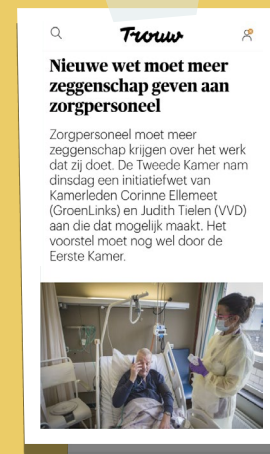 Trouw
Nieuwe wet moet meer
zeggenschap geven aan
zorgpersoneel
Zorgpersoneel moet meer
zeggenschap krijgen over het werk
dat zij doet. De Tweede Kamer nam
dinsdag een initiatiefwet van
Kamerleden Corinne Ellemeet
(GroenLinks) en Judith Tielen (VVD)
aan die dat mogelijk maakt. Het
voorstel moet nog wel door de
Eerste Kamer.